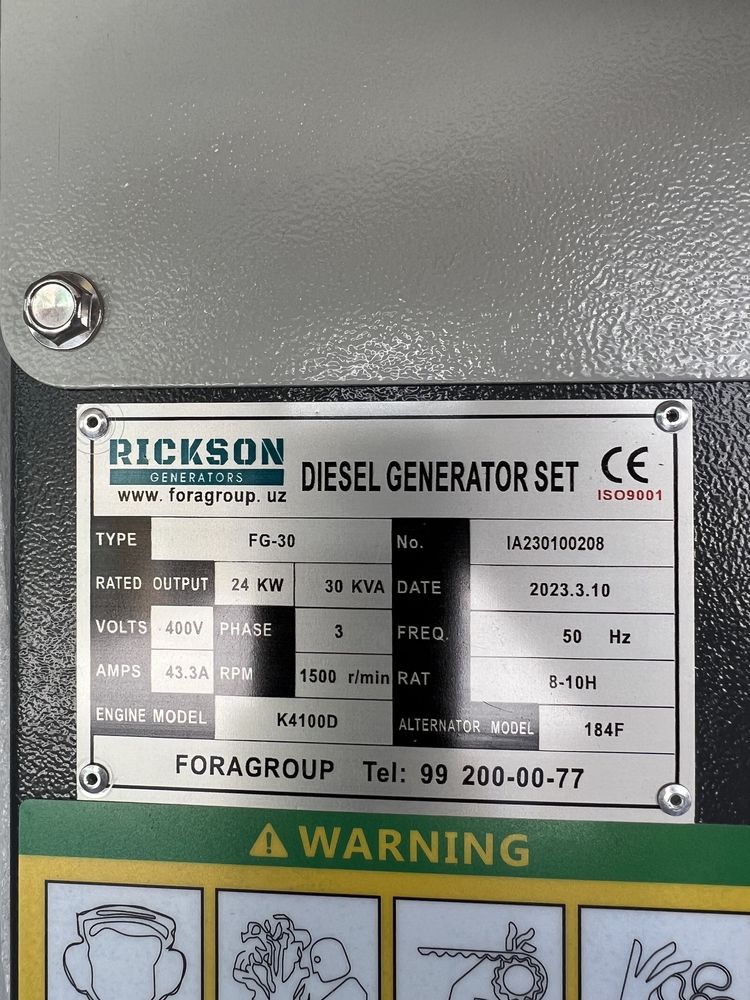 RICKSON
GENERATORS
www. foragroup. uz
DIESEL GENERATOR SET
CE
ISO9001
TYPE FG-30 No. IA230100208
RATED OUTPUT 24 KW 30 KVA DATE 2023.3.10
VOLTS 400V PHASE 3 FREQ. 50 Hz
AMPS 43.3A RPM 1500 r/min RAT 8-10H
ENGINE MODEL K4100D ALTERNATOR MODEL 184F
FORAGROUP Tel: 99 200-00-77
WARNING